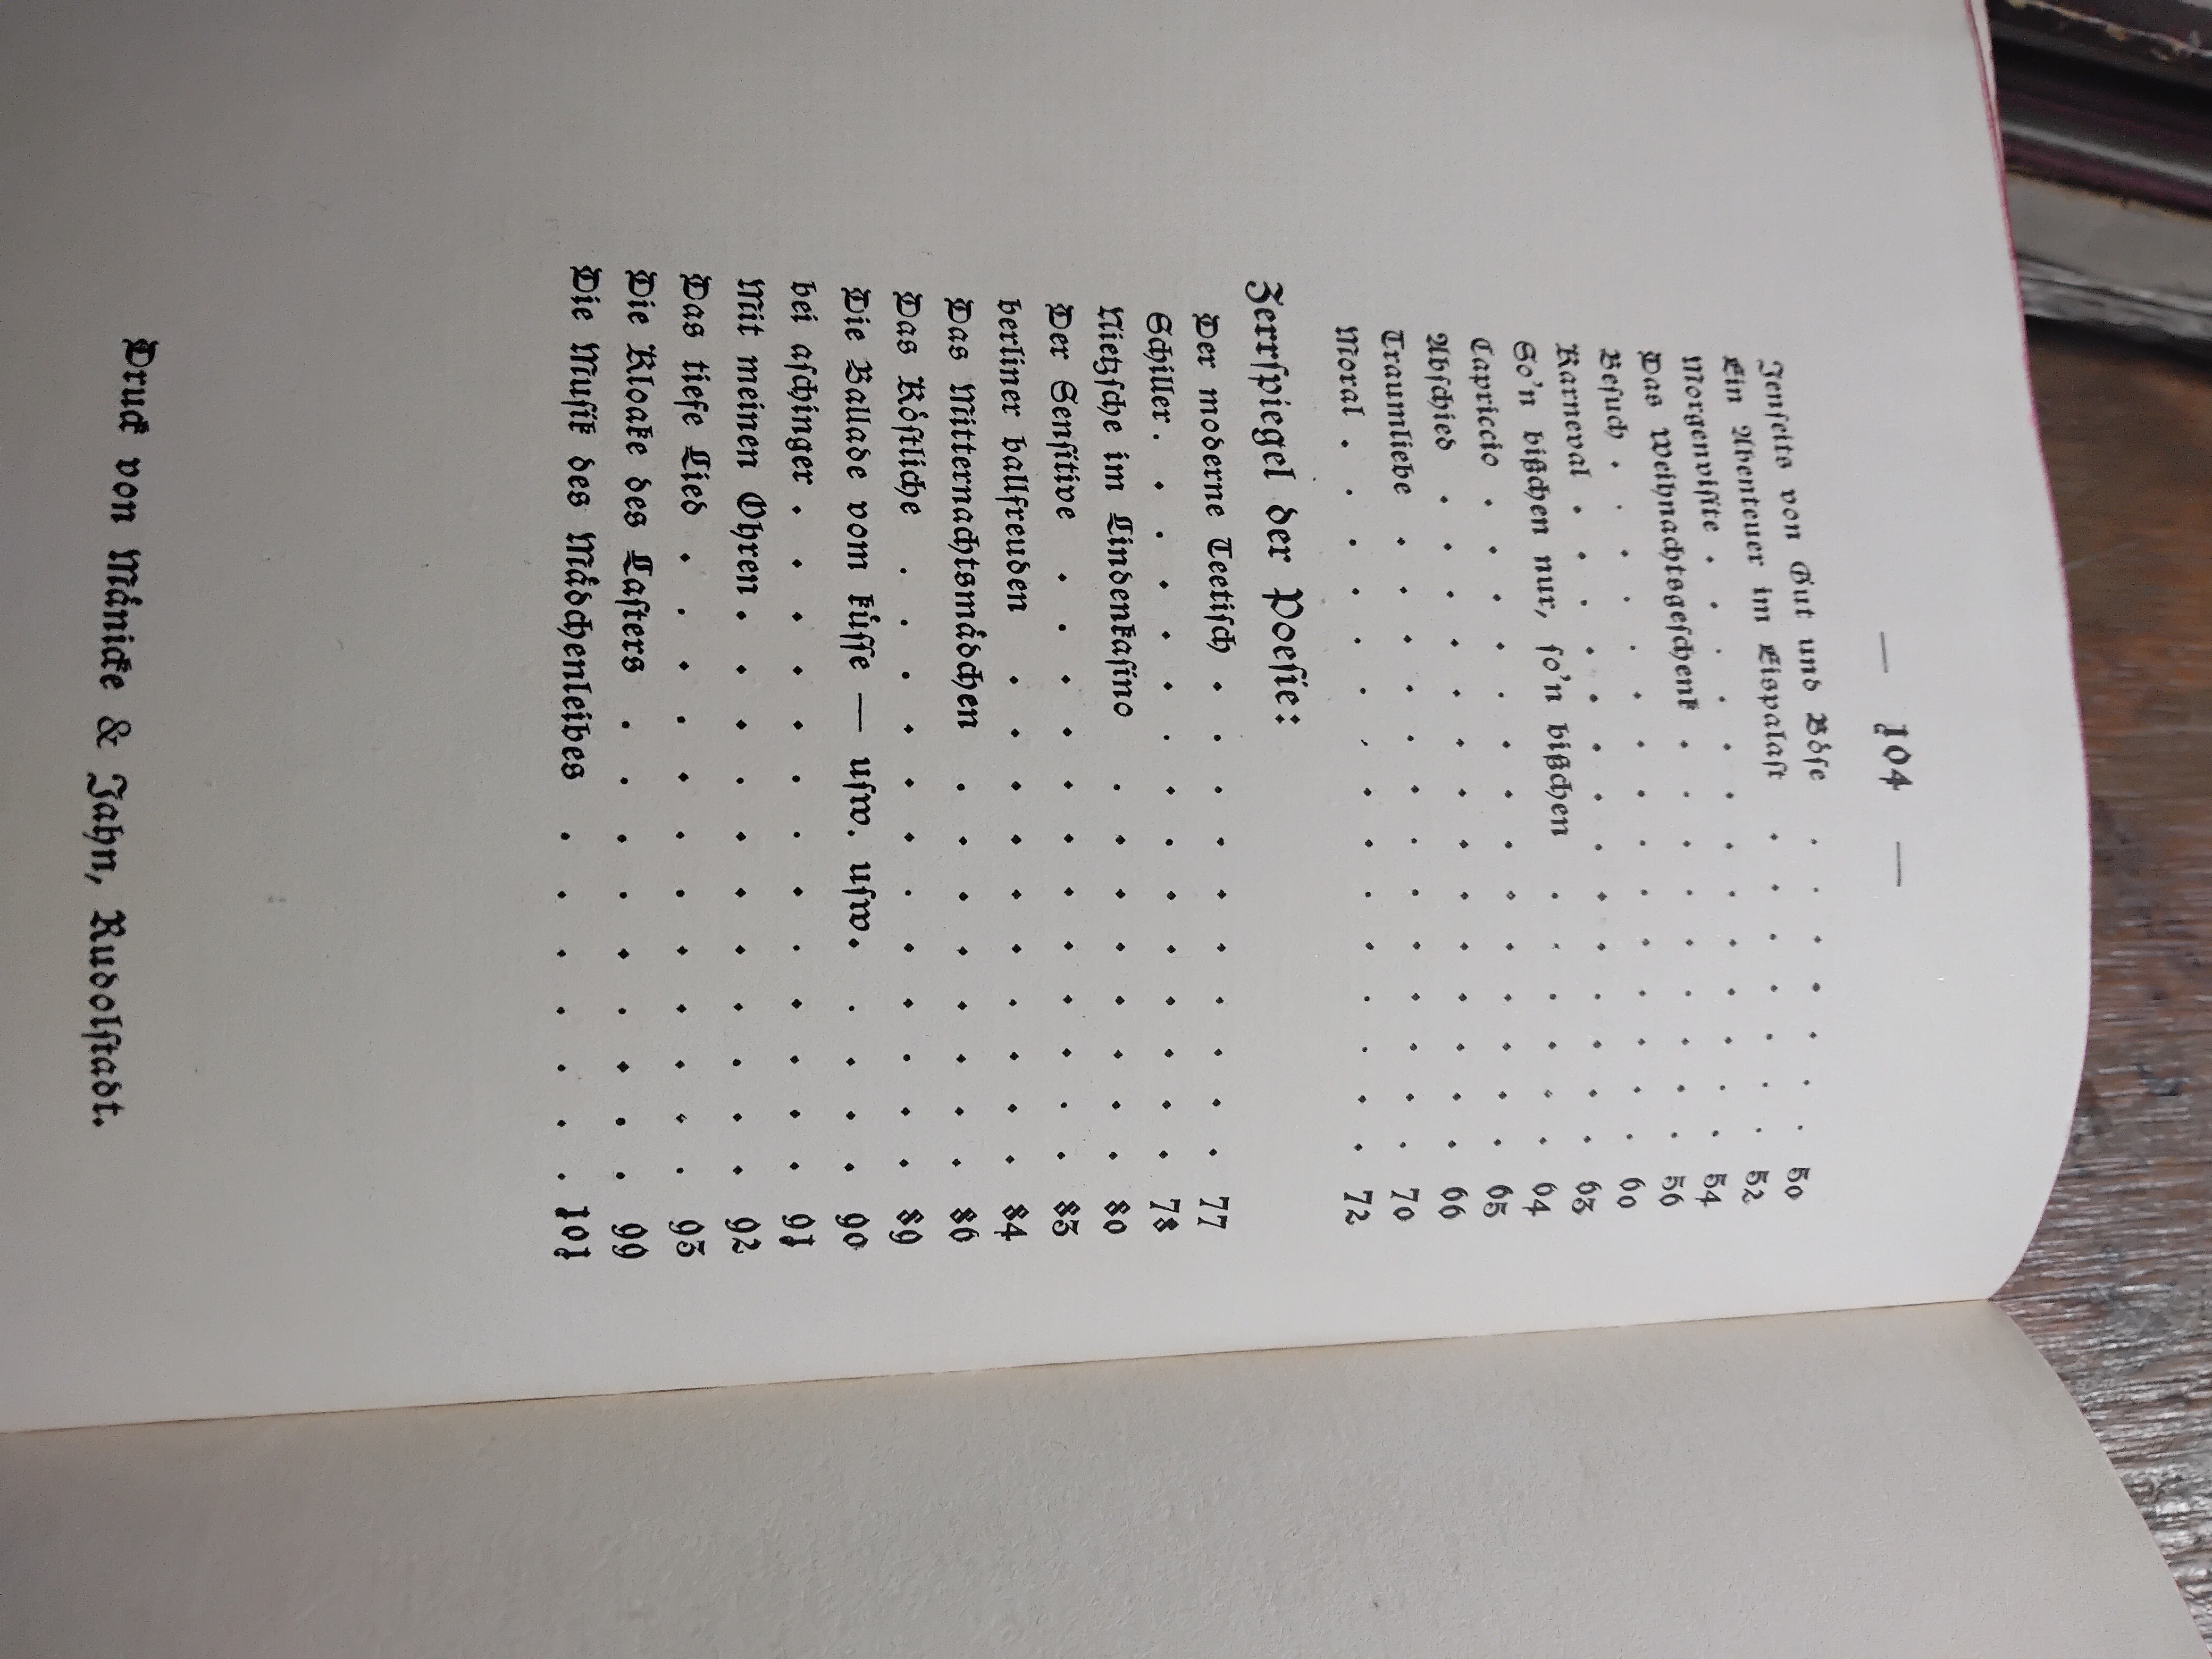 — 104 —
Jenseits von Gut und Böse . . . . . . . 50
Ein Abenteuer im Eispalast . . . . . . . 52
Morgenvisite . . . . . . . . . . . . 54
Das Weihnachtsgeschenk . . . . . . . . . 56
Besuch . . . . . . . . . . . . . . 60
Karneval . . . . . . . . . . . . . 63
So'n bißchen nur, so'n bißchen . . . . . . 64
Capriccio . . . . . . . . . . . . . 65
Abschied . . . . . . . . . . . . . 66
Traumliebe . . . . . . . . . . . . . 70
Moral . . . . . . . . . . . . . . 72
Zerrspiegel der Poesie:
Der moderne Teetisch . . . . . . . . . . 77
Schiller . . . . . . . . . . . . . . 78
Nietzsche im Lindenkasino . . . . . . . . 80
Der Sensitive . . . . . . . . . . . . 83
berliner ballfreuden . . . . . . . . . . 84
Das Mitternachtsmädchen . . . . . . . . 86
Das Köstliche . . . . . . . . . . . . 89
Die Ballade vom küsse — usw. usw. . . . . . 90
bei aschinger . . . . . . . . . . . . . 91
Mit meinen Ohren . . . . . . . . . . . 92
Das tiefe Lied . . . . . . . . . . . . 93
Die Kloake des Lasters . . . . . . . . . 99
Die Musik des Mädchenleibes . . . . . . . 101
Druck von Mänicke & Jahn, Rudolstadt.